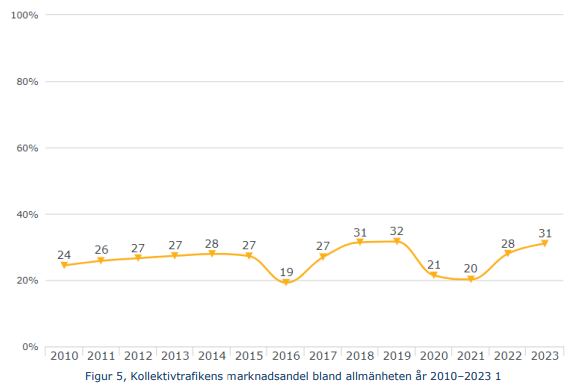 100%
80%
60%
40%
20%
0%
24 26 27 27 28 27 19 27 31 32 21 20 28 31
2010 2011 2012 2013 2014 2015 2016 2017 2018 2019 2020 2021 2022 2023
Figur 5, Kollektivtrafikens marknadsandel bland allmänheten år 2010–2023 1